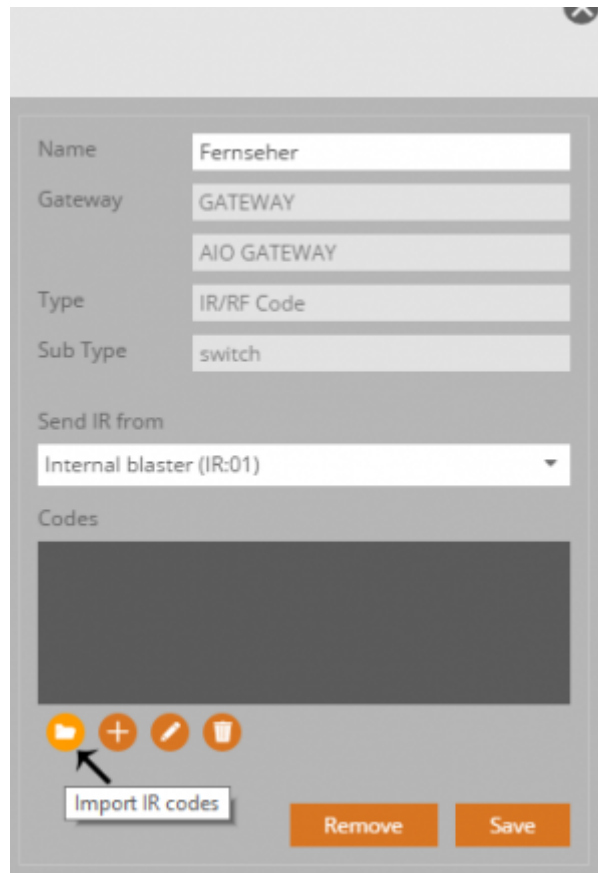 Name Fernseher
Gateway GATEWAY
AIO GATEWAY
Type IR/RF Code
Sub Type switch
Send IR from
Internal blaster (IR:01)
Codes
Import IR codes
Remove Save